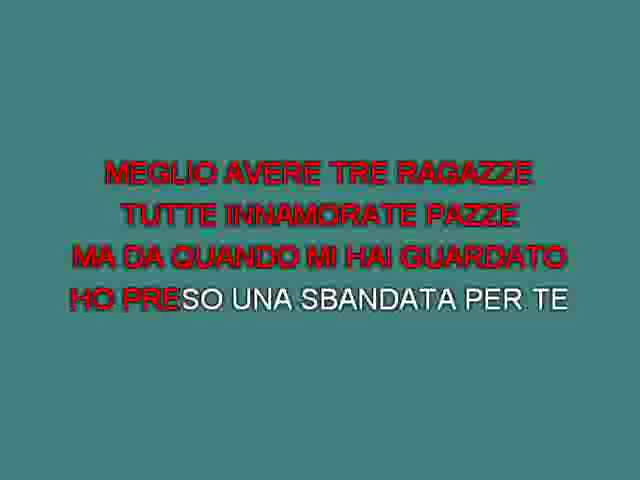 MEGLIO AVERE TRE RAGAZZE
TUTTE INNAMORATE PAZZE
MA DA QUANDO MI HAI GUARDATO
HO PRESO UNA SBANDATA PER TE